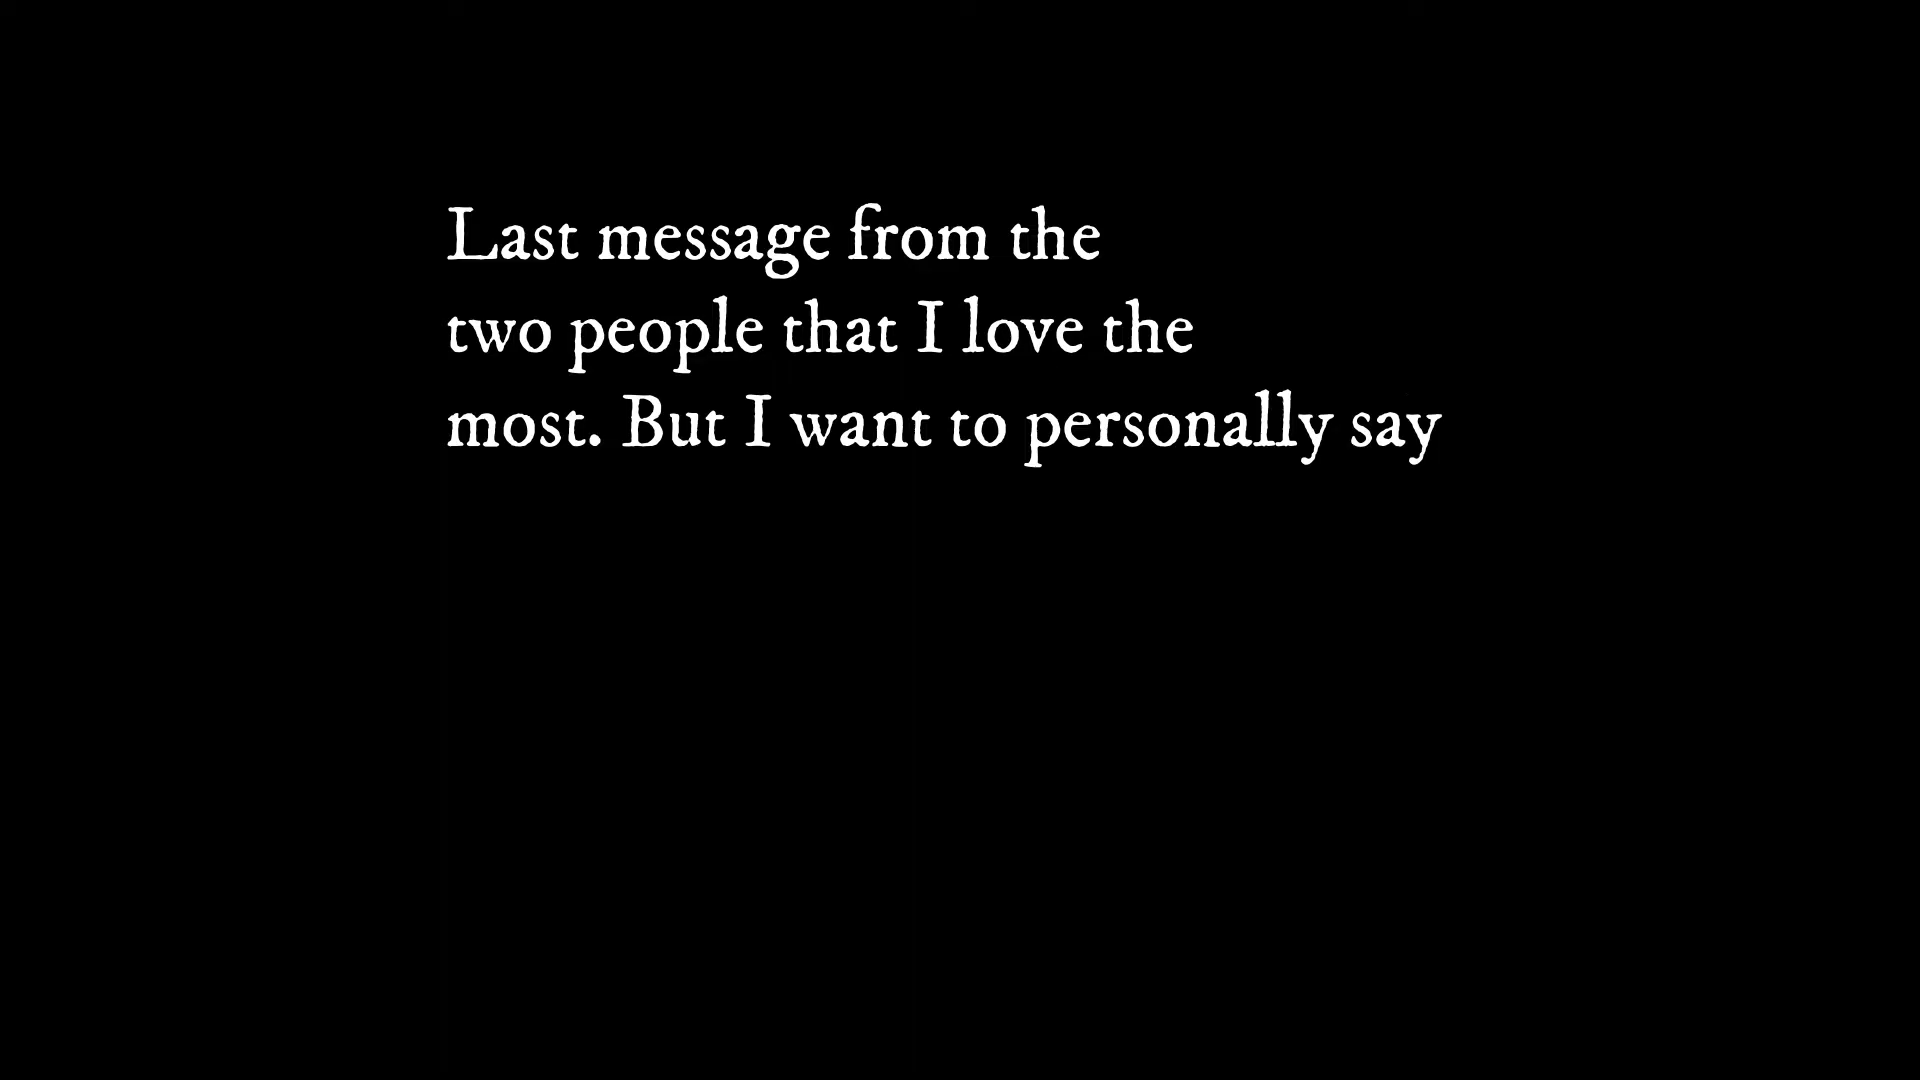 Last message from the
two people that I love the
most. But I want to personally say